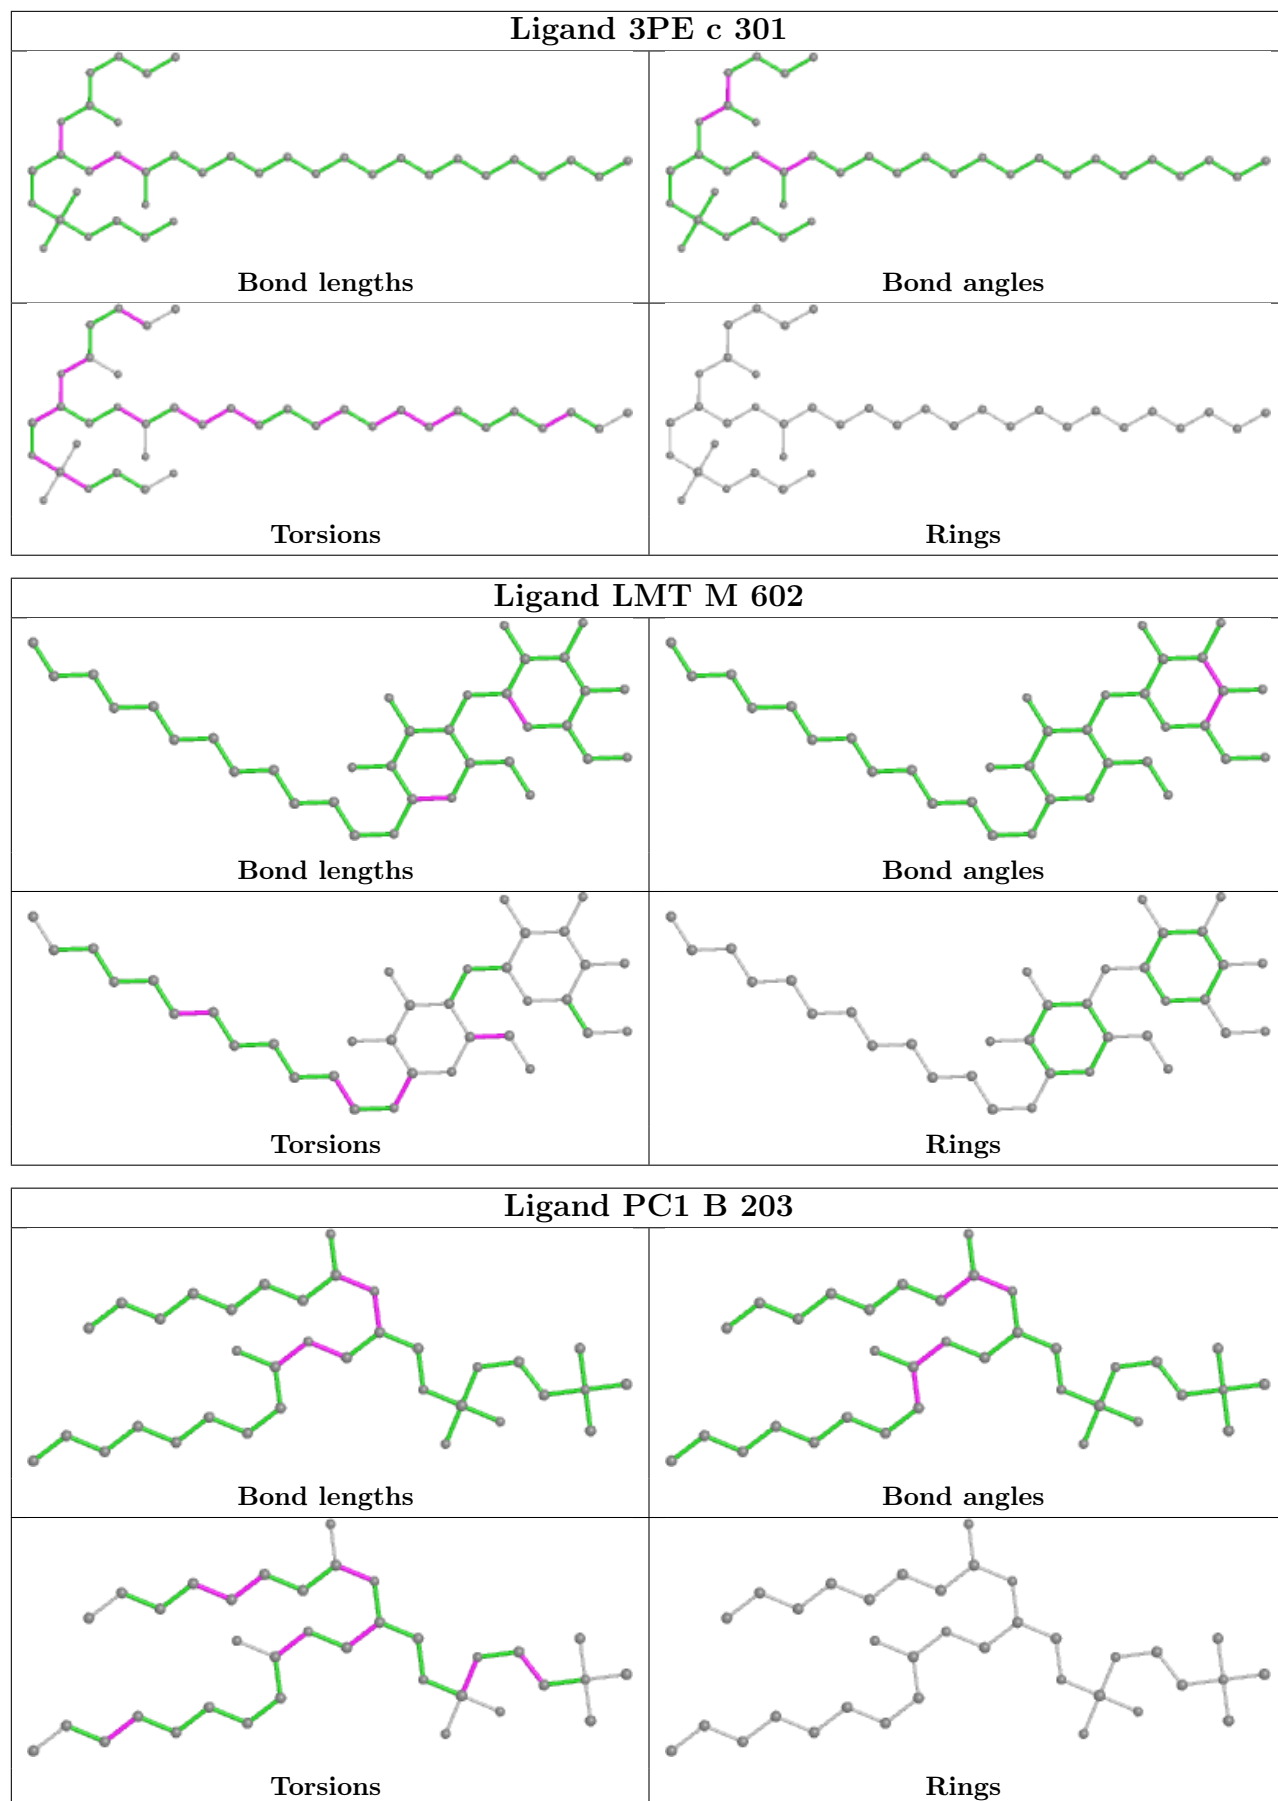 Ligand 3PE c 301
Bond lengths
Bond angles
Torsions
Rings
Ligand LMT M 602
Bond lengths
Bond angles
Torsions
Rings
Ligand PC1 B 203
Bond lengths
Bond angles
Torsions
Rings